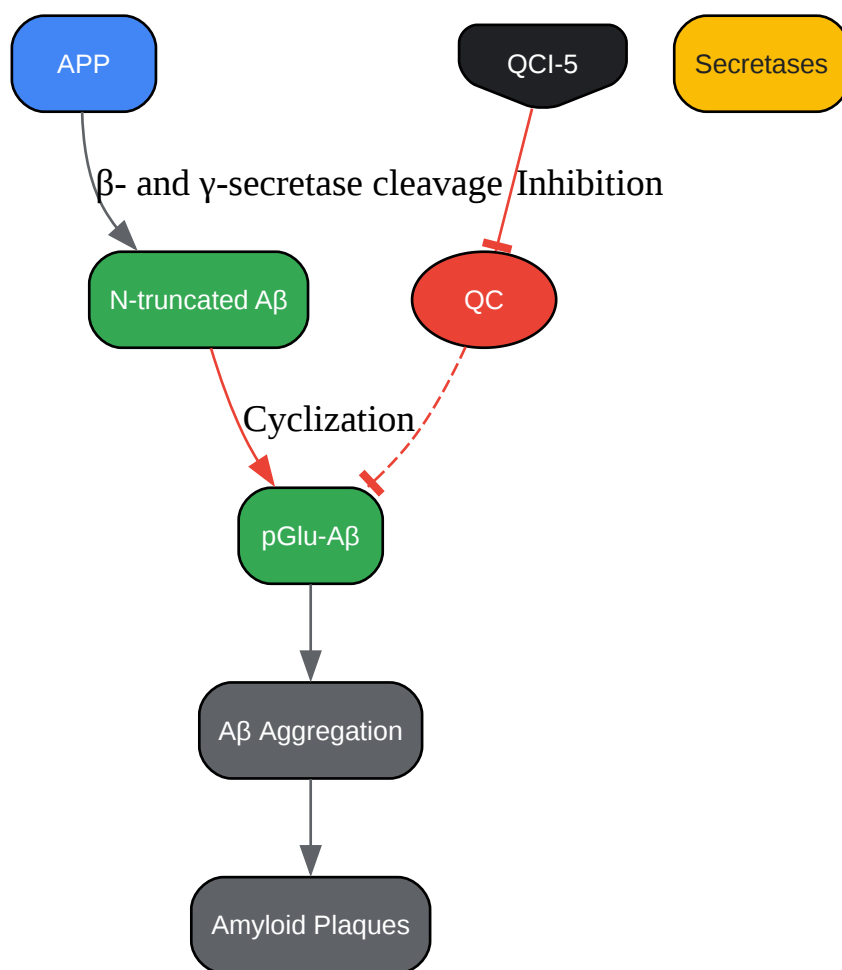 APP
QCI-5
Secretases
β- and γ-secretase cleavage
Inhibition
N-truncated Aβ
QC
Cyclization
pGlu-Aβ
Aβ Aggregation
Amyloid Plaques